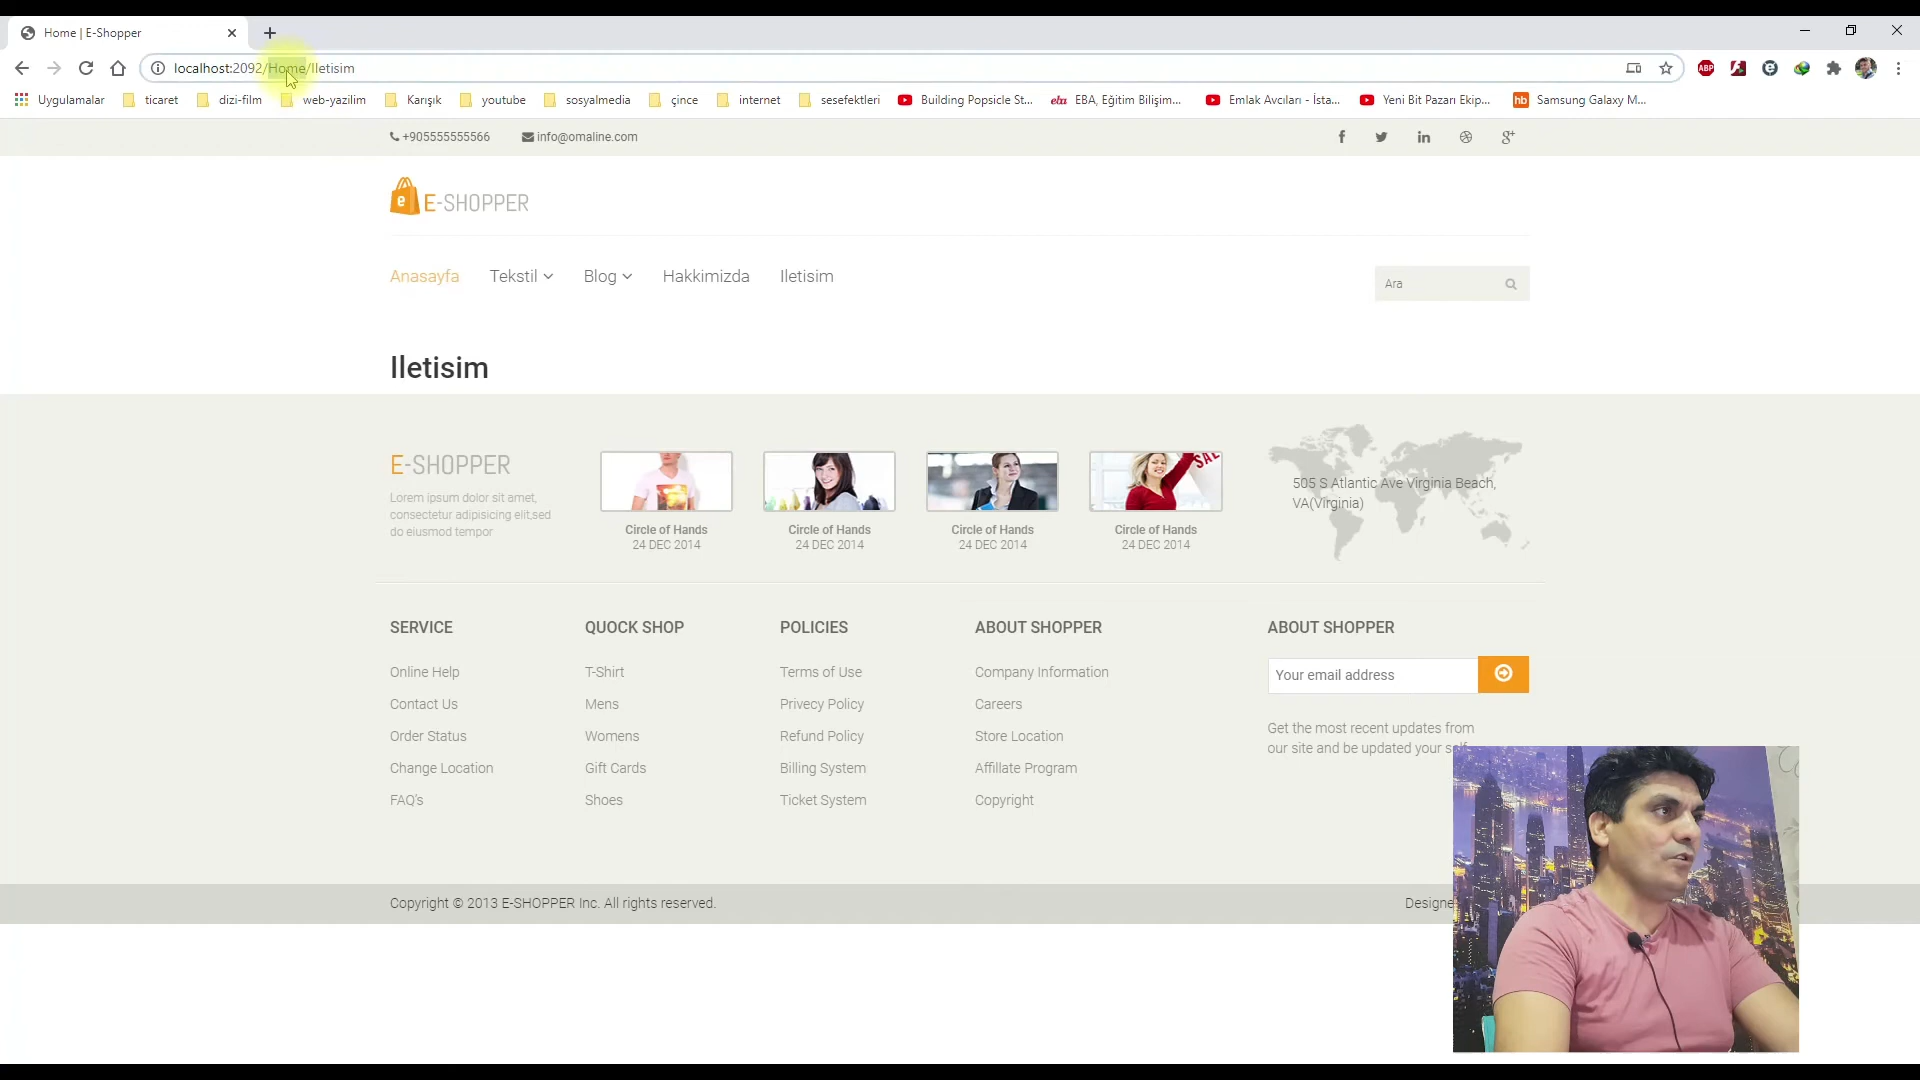 Home | E-Shopper
localhost:2092/Home/Iletisim
ABP
Uygulamalar
ticaret
dizi-film
web-yazilim
Karışık
youtube
sosyalmedia
çince
internet
sesefektleri
Building Popsicle St...
eba
EBA, Eğitim Bilişim...
Emlak Avcıları - İsta...
Yeni Bit Pazarı Ekip...
hb
Samsung Galaxy M...
+905555555566
info@omaline.com
e
E-SHOPPER
Anasayfa
Tekstil
Blog
Hakkimizda
Iletisim
Ara
Iletisim
E-SHOPPER
Lorem ipsum dolor sit amet,
consectetur adipisicing elit,sed
do eiusmod tempor
Circle of Hands
24 DEC 2014
Circle of Hands
24 DEC 2014
Circle of Hands
24 DEC 2014
SAL
Circle of Hands
24 DEC 2014
505 S Atlantic Ave Virginia Beach,
VA(Virginia)
SERVICE
Online Help
Contact Us
Order Status
Change Location
FAQ's
QUOCK SHOP
T-Shirt
Mens
Womens
Gift Cards
Shoes
POLICIES
Terms of Use
Privecy Policy
Refund Policy
Billing System
Ticket System
ABOUT SHOPPER
Company Information
Careers
Store Location
Affillate Program
Copyright
ABOUT SHOPPER
Your email address
Get the most recent updates from
our site and be updated your
Copyright © 2013 E-SHOPPER Inc. All rights reserved.
Designe